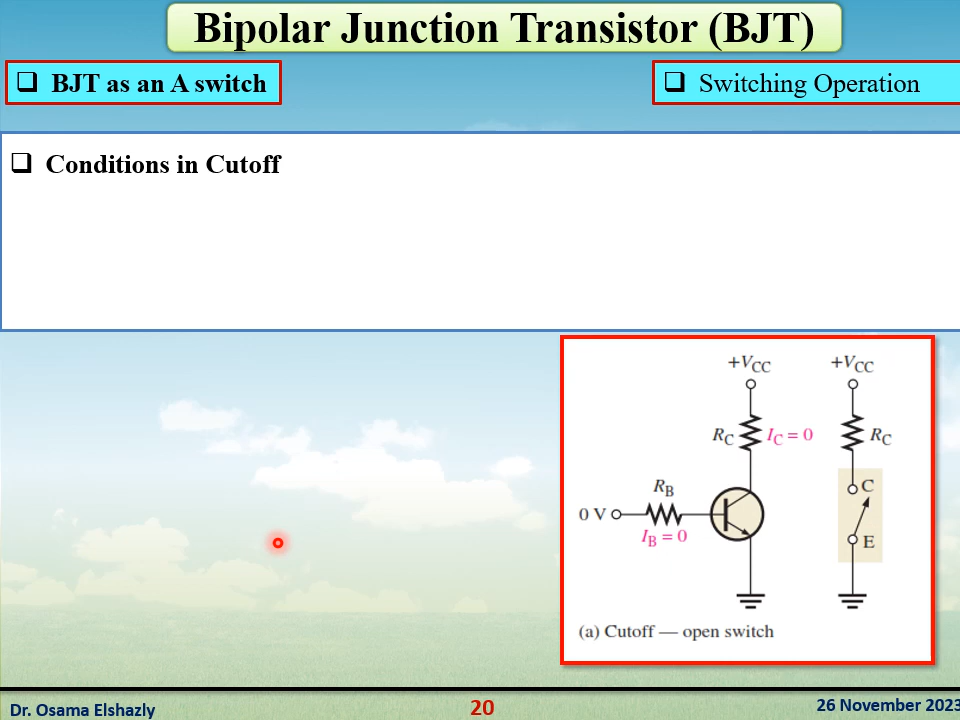 Bipolar Junction Transistor (BJT)
❑ BJT as an A switch
❑ Switching Operation
❑ Conditions in Cutoff
+VCC
+VCC
RC
IC = 0
RC
RB
C
0 V
IB = 0
E
(a) Cutoff — open switch
Dr. Osama Elshazly
20
26 November 2023